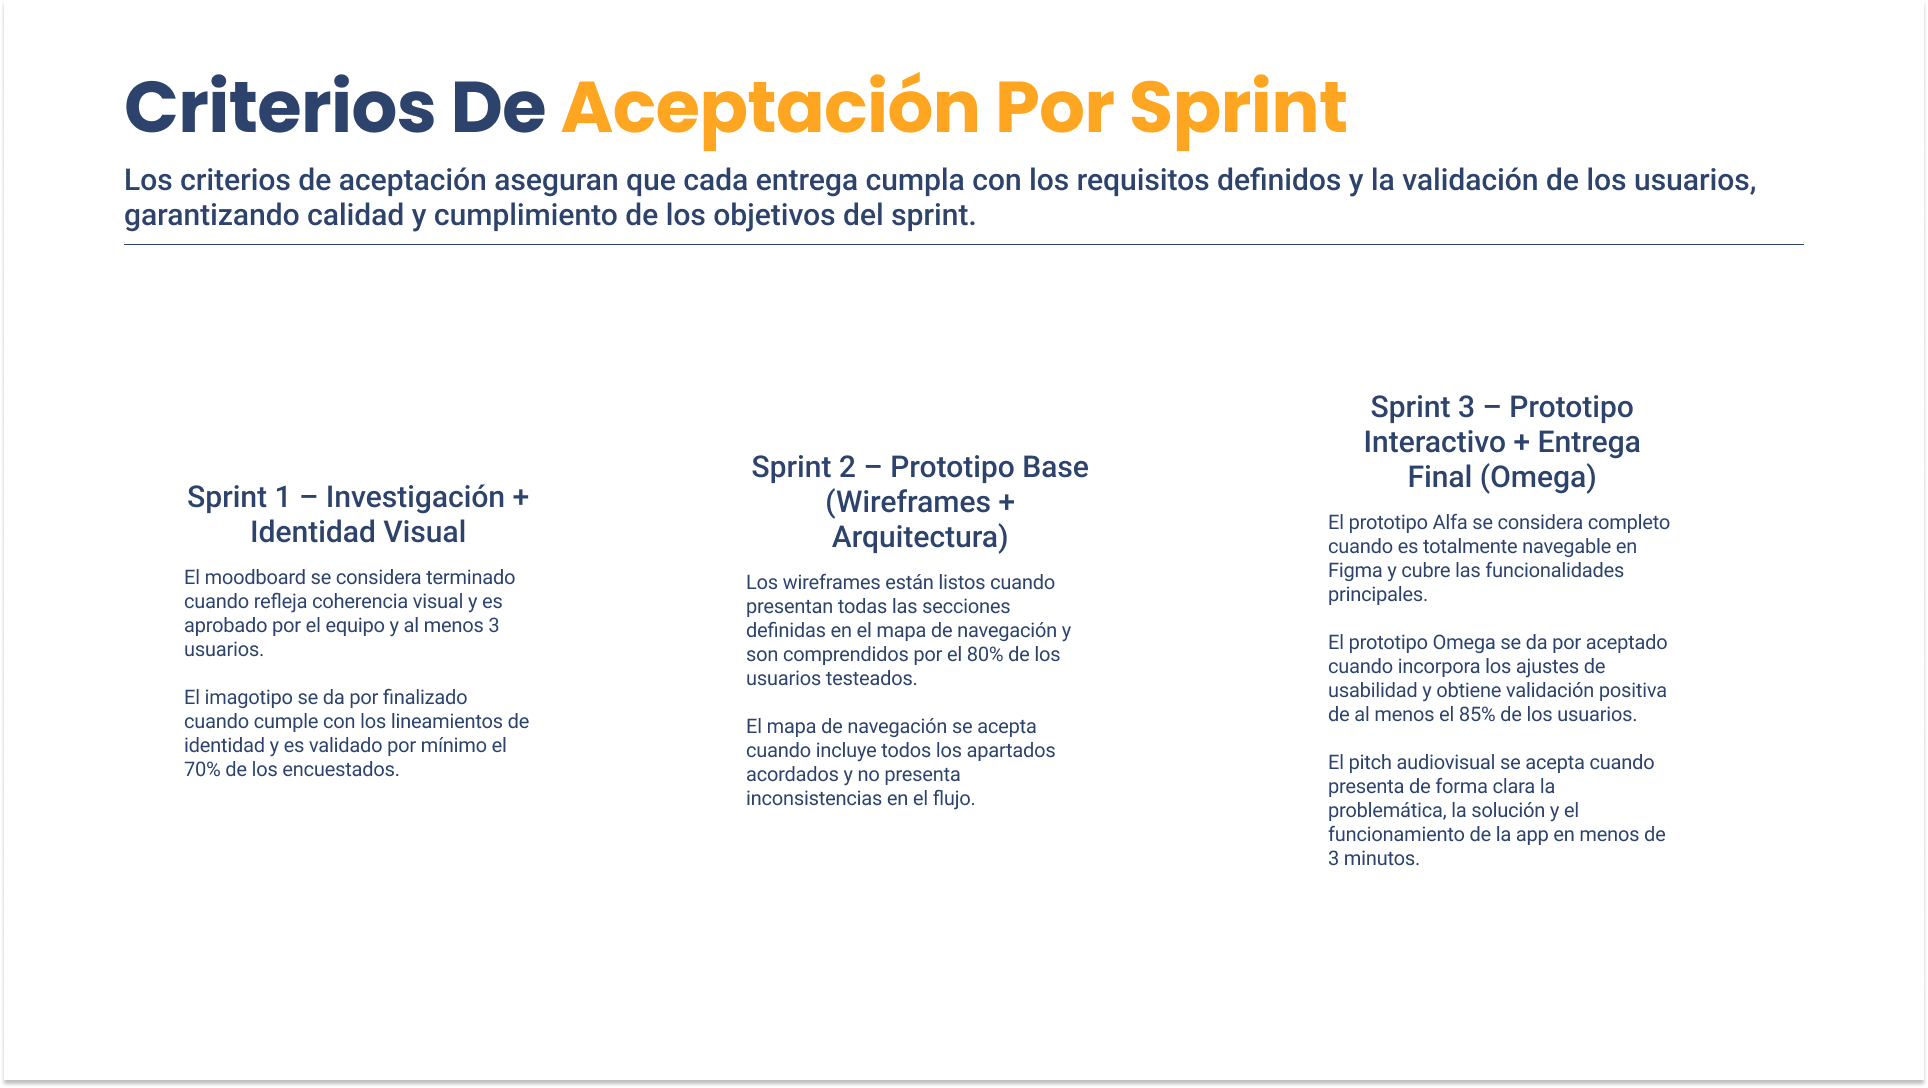 Criterios De Aceptación Por Sprint
Los criterios de aceptación aseguran que cada entrega cumpla con los requisitos definidos y la validación de los usuarios,
garantizando calidad y cumplimiento de los objetivos del sprint.
Sprint 1 – Investigación +
Identidad Visual
El moodboard se considera terminado
cuando refleja coherencia visual y es
aprobado por el equipo y al menos 3
usuarios.
El imagotipo se da por finalizado
cuando cumple con los lineamientos de
identidad y es validado por mínimo el
70% de los encuestados.
Sprint 2 – Prototipo Base
(Wireframes +
Arquitectura)
Los wireframes están listos cuando
presentan todas las secciones
definidas en el mapa de navegación y
son comprendidos por el 80% de los
usuarios testeados.
El mapa de navegación se acepta
cuando incluye todos los apartados
acordados y no presenta
inconsistencias en el flujo.
Sprint 3 – Prototipo
Interactivo + Entrega
Final (Omega)
El prototipo Alfa se considera completo
cuando es totalmente navegable en
Figma y cubre las funcionalidades
principales.
El prototipo Omega se da por aceptado
cuando incorpora los ajustes de
usabilidad y obtiene validación positiva
de al menos el 85% de los usuarios.
El pitch audiovisual se acepta cuando
presenta de forma clara la
problemática, la solución y el
funcionamiento de la app en menos de
3 minutos.